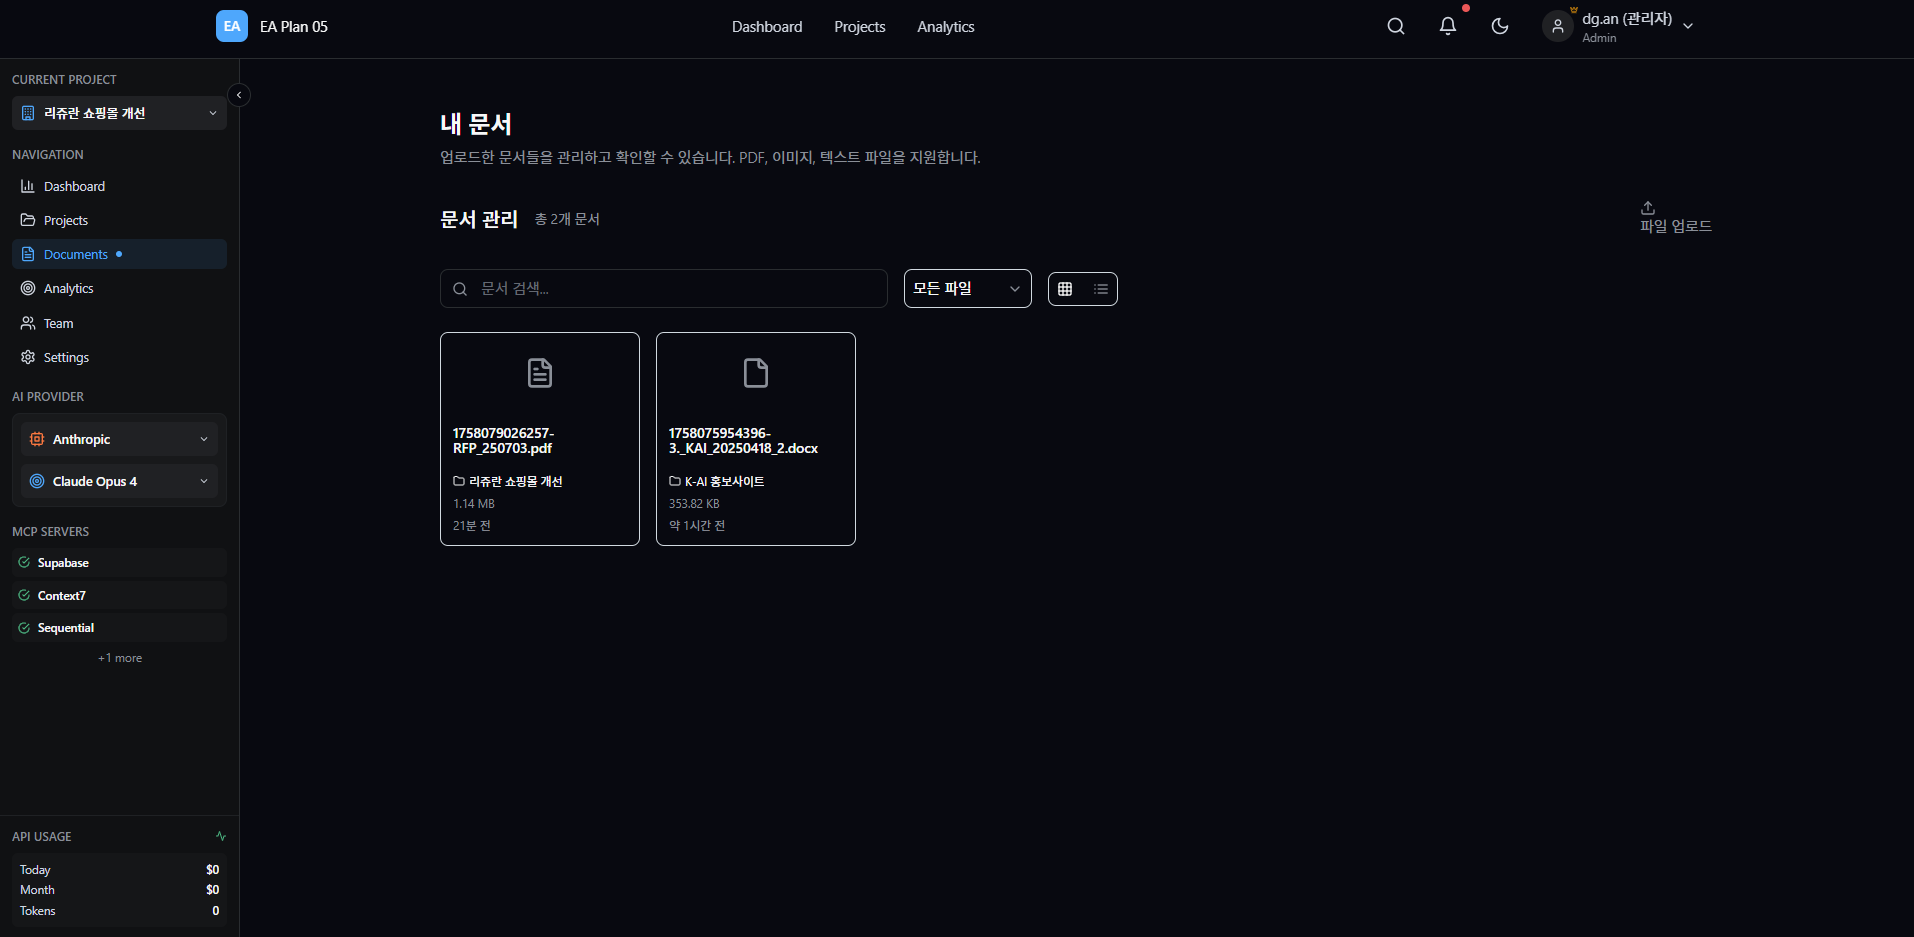 EA
EA Plan 05
Dashboard
Projects
Analytics
dg.an (관리자)
Admin
CURRENT PROJECT
리쥬란 쇼핑몰 개선
NAVIGATION
Dashboard
Projects
Documents
Analytics
Team
Settings
AI PROVIDER
Anthropic
Claude Opus 4
MCP SERVERS
Supabase
Context7
Sequential
+1 more
API USAGE
Today $0
Month $0
Tokens 0
내 문서
업로드한 문서들을 관리하고 확인할 수 있습니다. PDF, 이미지, 텍스트 파일을 지원합니다.
문서 관리 총 2개 문서
파일 업로드
문서 검색...
모든 파일
1758079026257-
RFP_250703.pdf
리쥬란 쇼핑몰 개선
1.14 MB
21분 전
1758075954396-
3._KAI_20250418_2.docx
K-AI 홍보사이트
353.82 KB
약 1시간 전